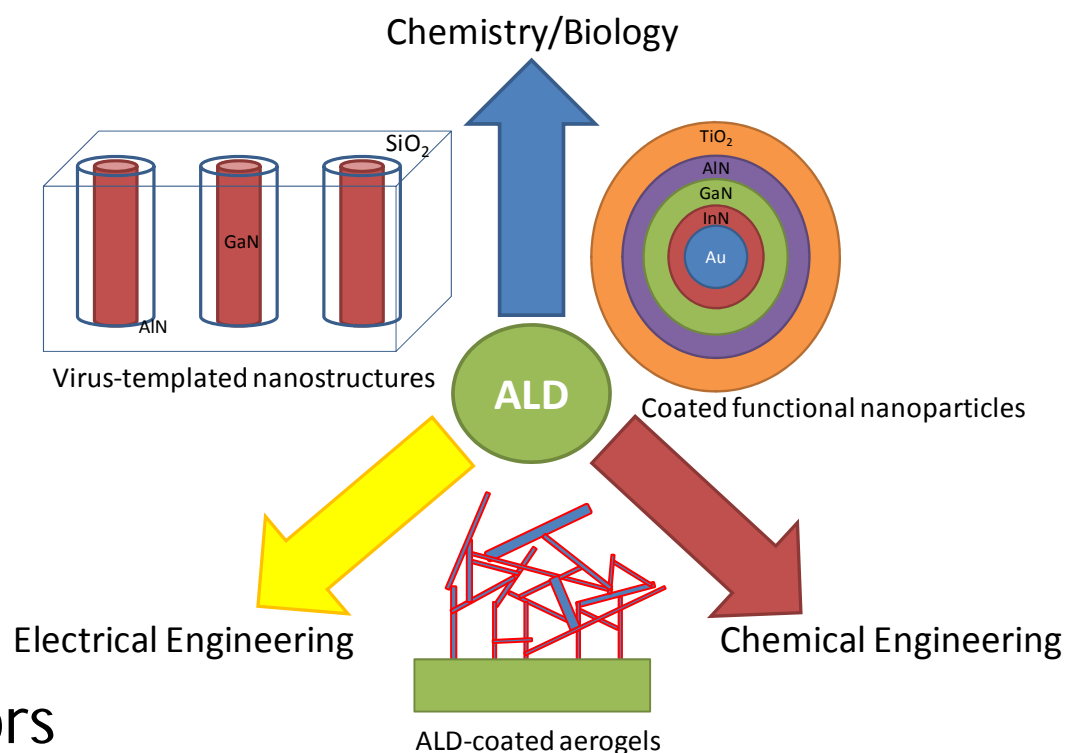 Chemistry/Biology
SiO₂
GaN
AlN
Virus-templated nanostructures
TiO₂
AlN
GaN
InN
Au
Coated functional nanoparticles
ALD
Electrical Engineering
Chemical Engineering
ors
ALD-coated aerogels